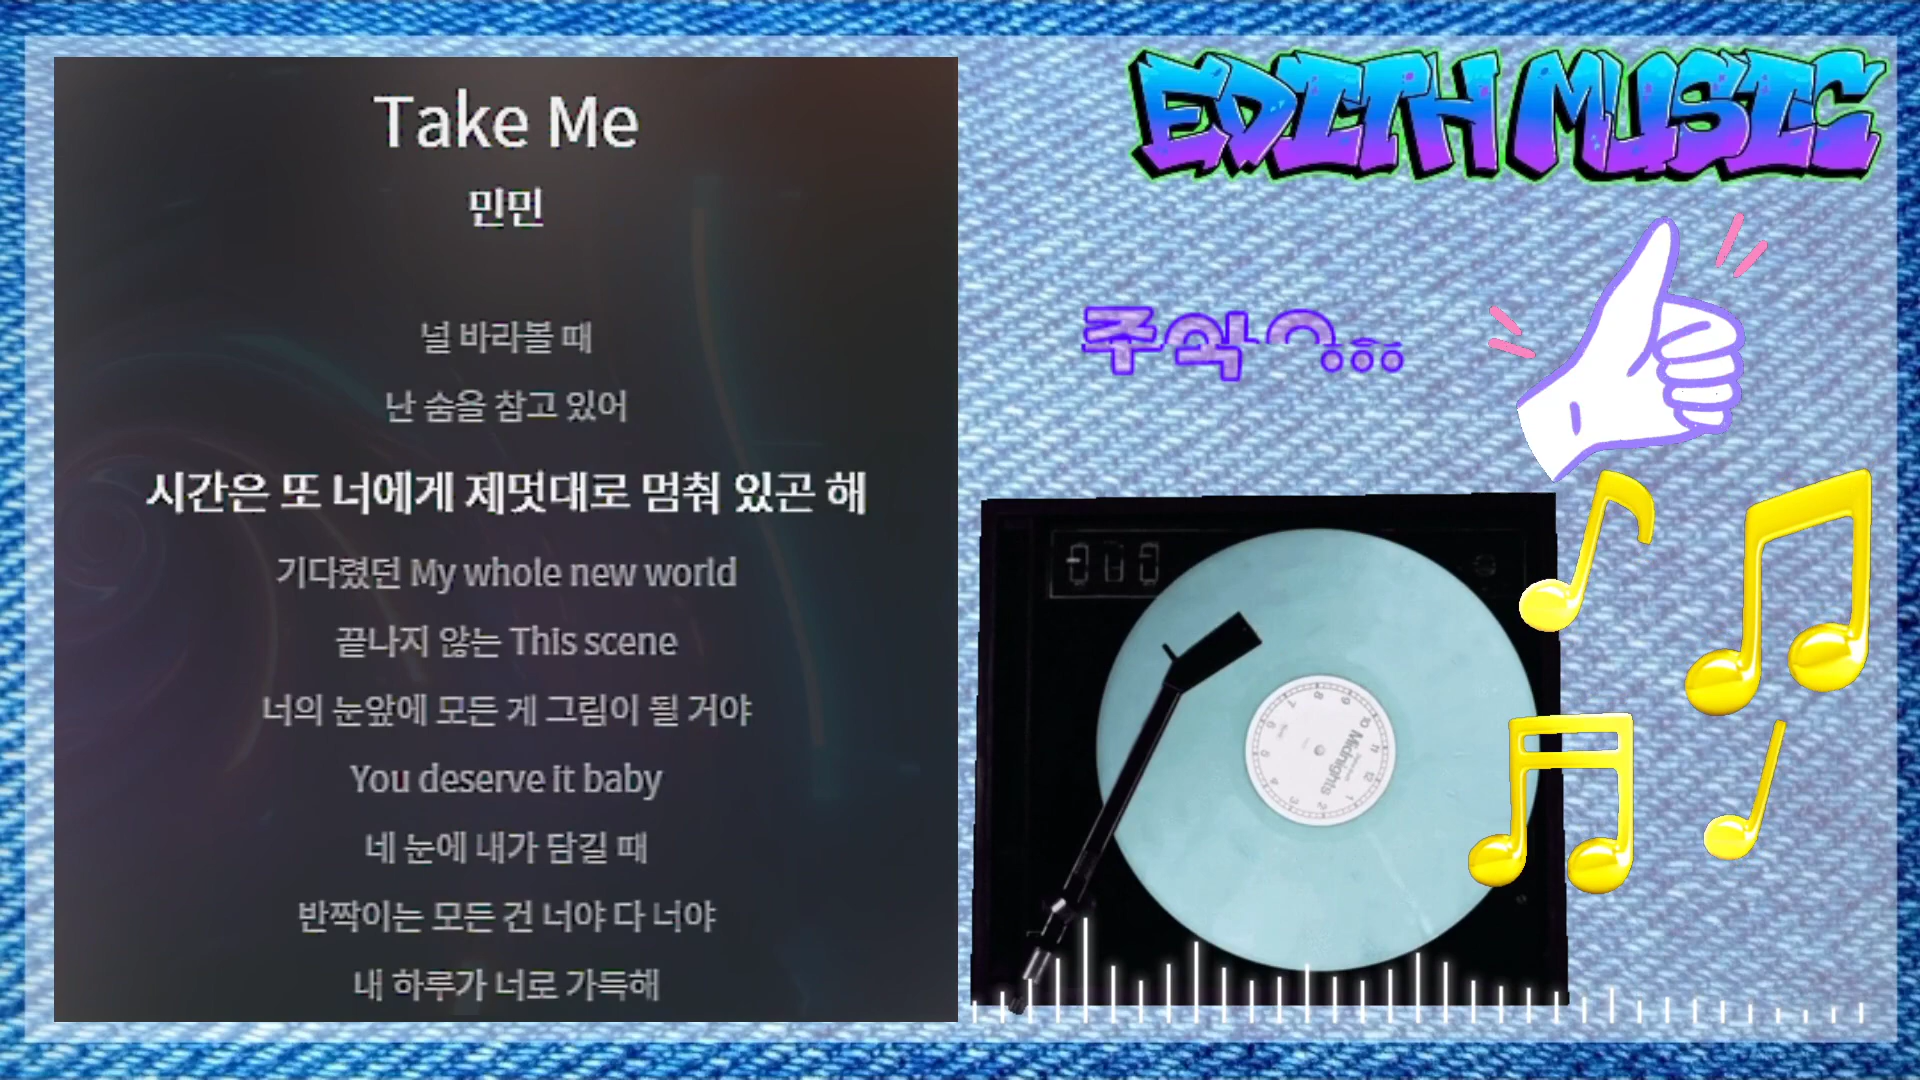 Take Me
민민
널 바라볼 때
난 숨을 참고 있어
시간은 또 너에게 제멋대로 멈춰 있곤 해
기다렸던 My whole new world
끝나지 않는 This scene
너의 눈앞에 모든 게 그림이 될 거야
You deserve it baby
네 눈에 내가 담길 때
반짝이는 모든 건 너야 다 너야
내 하루가 너로 가득해
EDITH MUSIC
Midnights